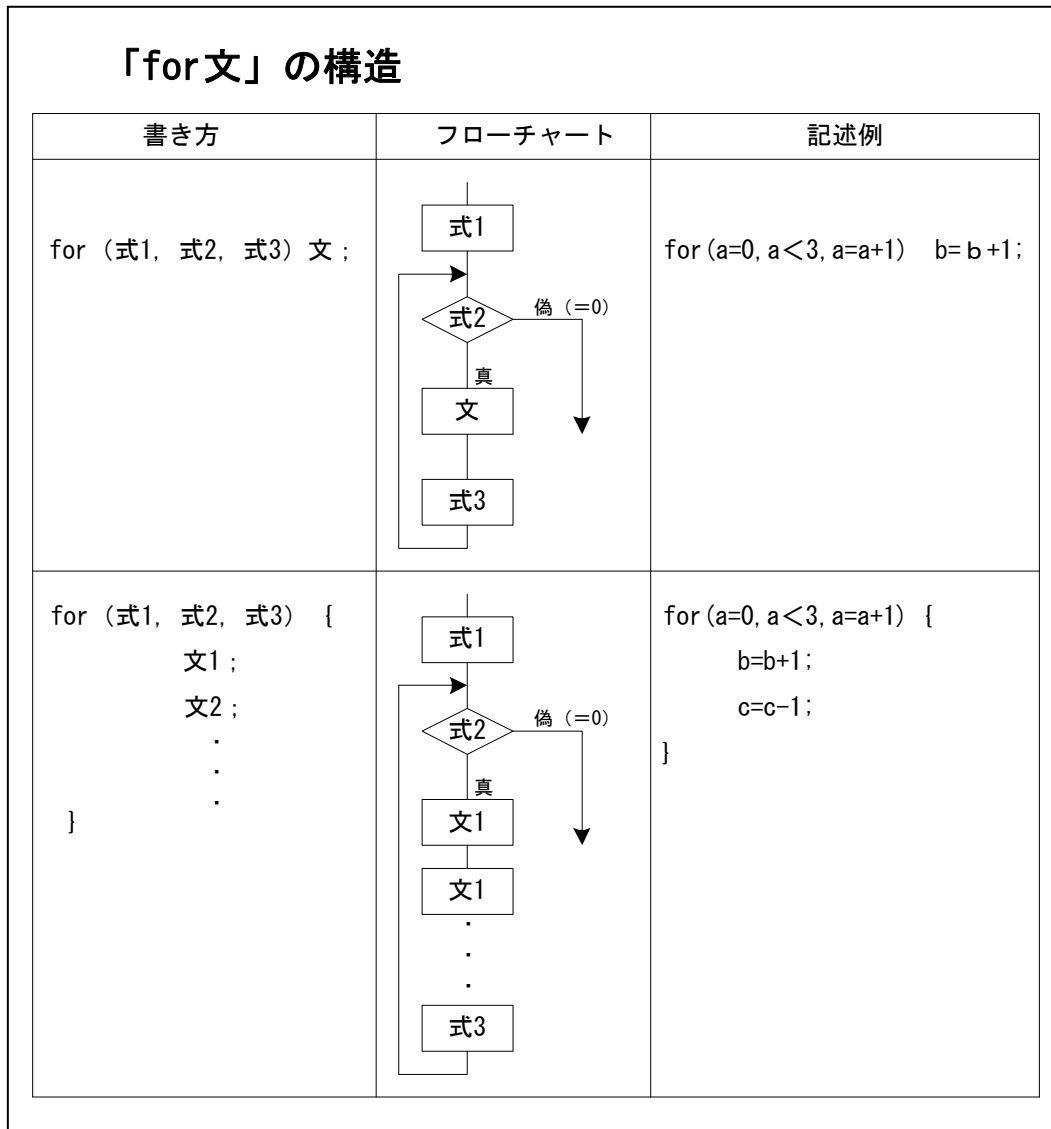 「for文」の構造
書き方
フローチャート
記述例
for (式1, 式2, 式3) 文 ;
式1
式2
偽 (＝0)
真
文
式3
for(a=0,a＜3,a=a+1) b=ｂ+1;
for (式1, 式2, 式3) {
文1 ;
文2 ;
・
・
・
}
式1
式2
偽 (＝0)
真
文1
文1
・
・
・
式3
for(a=0,a＜3,a=a+1) {
b=b+1;
c=c-1;
}